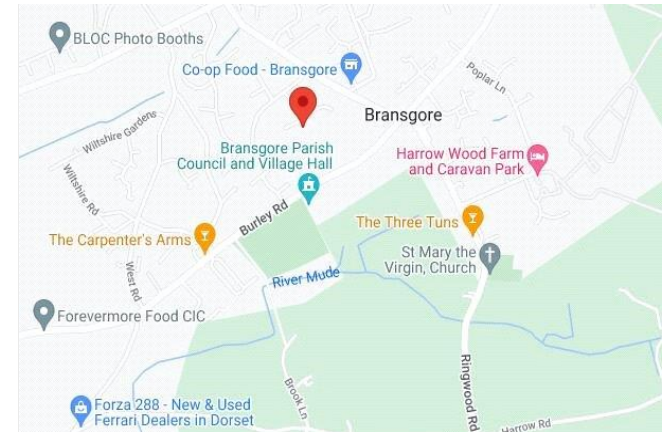 BLOC Photo Booths
Co-op Food - Bransgore
Poplar Ln
Bransgore
Wiltshire Gardens
Bransgore Parish
Council and Village Hall
Harrow Wood Farm
and Caravan Park
Wiltshire Rd
Burley Rd
The Three Tuns
The Carpenter's Arms
St Mary the
Virgin, Church
West Rd
River Mude
Forevermore Food CIC
Ringwood Rd
Brook Ln
Forza 288 - New & Used
Ferrari Dealers in Dorset
Harrow Rd